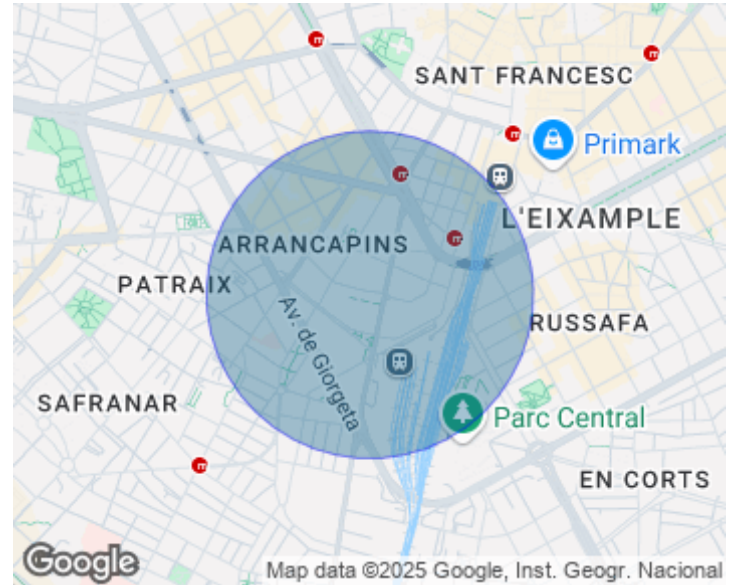 SANT FRANCESC
Primark
L'EIXAMPLE
ARRANCAPINS
PATRAIX
Av. de Giorgeta
RUSSAFA
SAFRANAR
Parc Central
EN CORTS
Google
Map data ©2025 Google, Inst. Geogr. Nacional